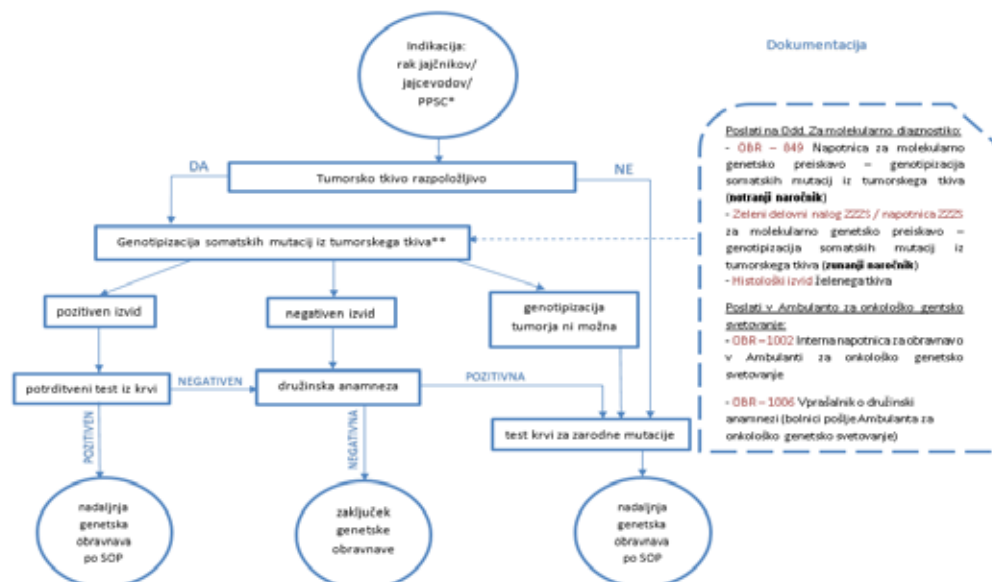 Indikacija:
rak jajčnikov/
jajcevodov/
PPSC*
Dokumentacija
DA
NE
Tumorsko tkivo razpoložljivo
Genotipizacija somatskih mutacij iz tumorskega tkiva**
pozitiven izvid
negativen izvid
genotipizacija
tumorja ni možna
potrditveni test iz krvi
NEGATIVEN
družinska anamneza
POZITIVNA
test krvi za zarodne mutacije
POZITIVEN
NEGATIVNA
nadaljnja
genetska
obravnava
po SOP
zaključek
genetske
obravnave
nadaljnja
genetska
obravnava
po SOP
Poslati na Odd. Za molekularno diagnostiko:
- OBR – 849 Napotnica za molekularno
genetsko preiskavo – genotipizacija
somatskih mutacij iz tumorskega tkiva
(notranji naročnik)
- Zeleni delovni nalog ZZZS / napotnica ZZZS
za molekularno genetsko preiskavo –
genotipizacija somatskih mutacij iz
tumorskega tkiva (zunanji naročnik)
- Histološki izvid želenega tkiva
Poslati v Ambulanto za onkološko gentsko
svetovanje:
- OBR – 1002 Interna napotnica za obravnavo
v Ambulanti za onkološko genetsko
svetovanje
- OBR – 1006 Vprašalnik o družinski
anamnezi (bolnici pošlje Ambulanta za
onkološko genetsko svetovanje)